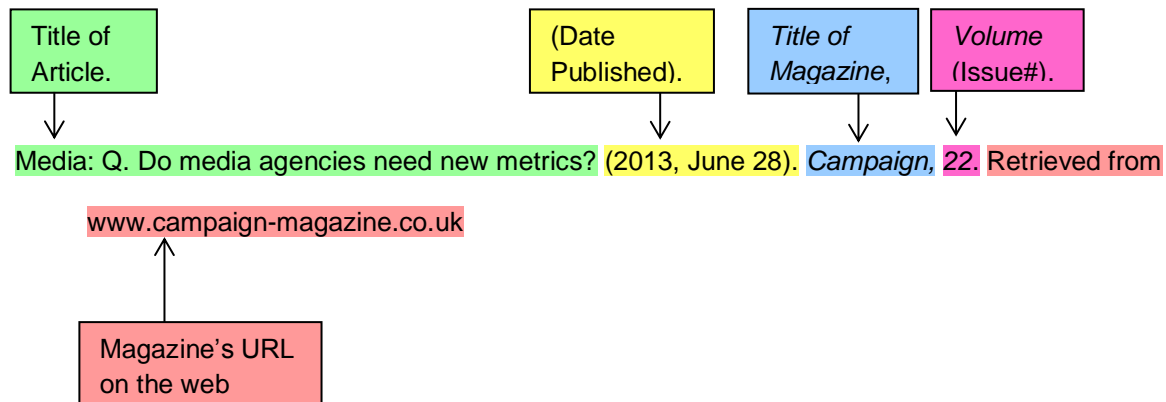 Title of
Article.
(Date
Published).
Title of
Magazine,
Volume
(Issue#).
Media: Q. Do media agencies need new metrics? (2013, June 28). Campaign, 22. Retrieved from
www.campaign-magazine.co.uk
Magazine’s URL
on the web